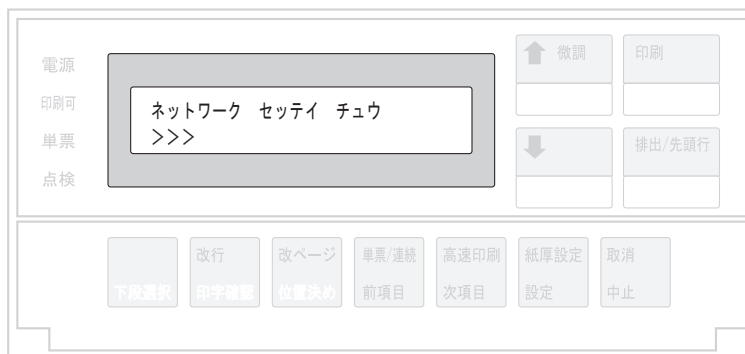 電源
印刷可
単票
点検
ネットワーク セッテイ チュウ
>>>
微調
印刷
排出/先頭行
下段選択
改行
印字確認
改ページ
位置決め
単票/連続
前項目
高速印刷
次項目
紙厚設定
設定
取消
中止